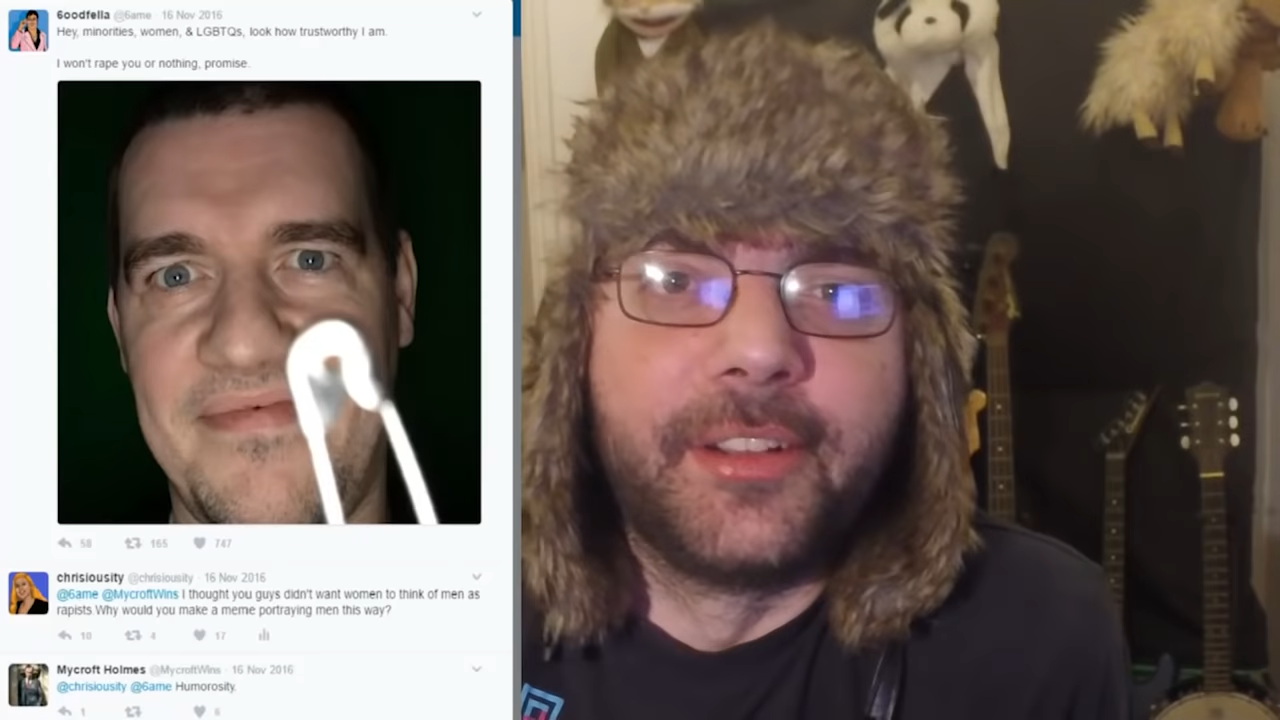 6oodfella @6ame · 16 Nov 2016
Hey, minorities, women, & LGBTQs, look how trustworthy I am.
I won't rape you or nothing, promise.
58 165 747
chrisiousity @chrisiousity · 16 Nov 2016
@6ame @MycroftWins I thought you guys didn't want women to think of men as
rapists Why would you make a meme portraying men this way?
10 4 17
Mycroft Holmes @MycroftWins · 16 Nov 2016
@chrisiousity @6ame Humorosity.
1 6